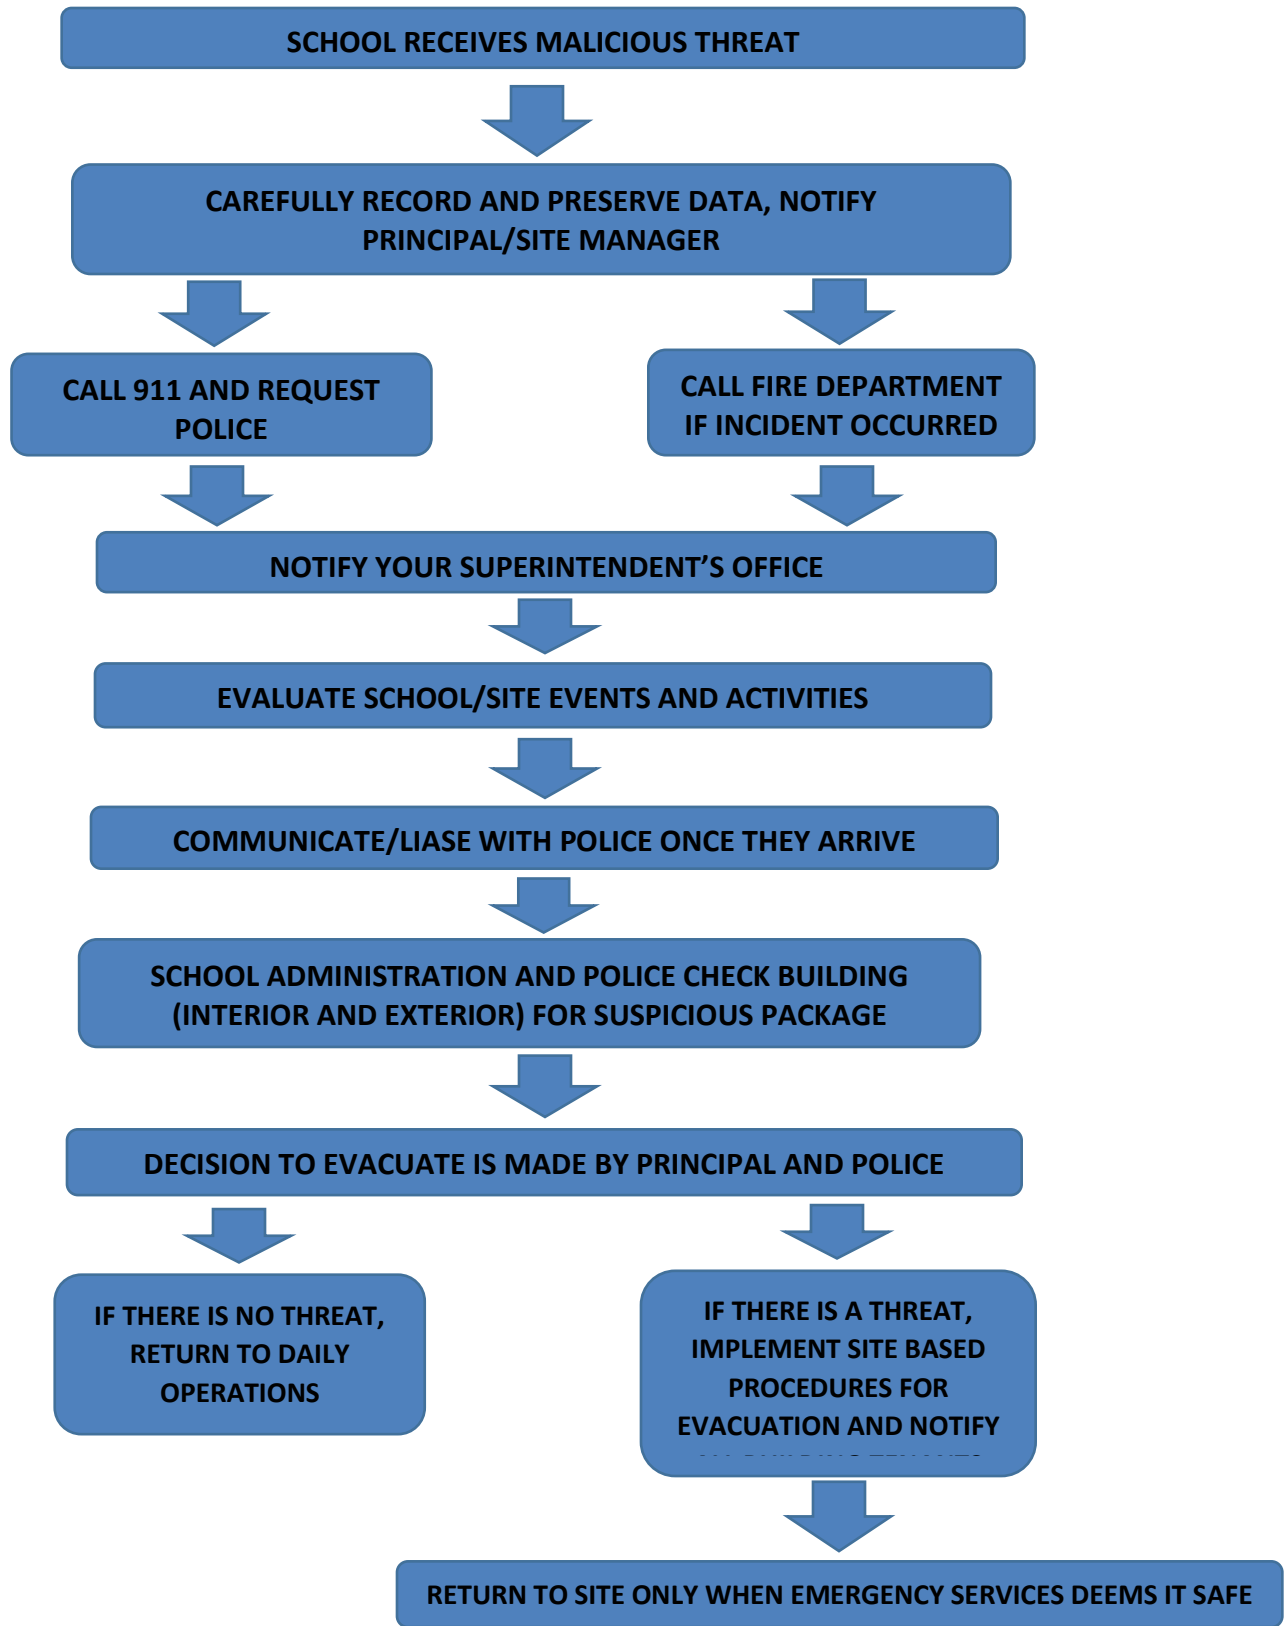 SCHOOL RECEIVES MALICIOUS THREAT
CAREFULLY RECORD AND PRESERVE DATA, NOTIFY
PRINCIPAL/SITE MANAGER
CALL 911 AND REQUEST
POLICE
CALL FIRE DEPARTMENT
IF INCIDENT OCCURRED
NOTIFY YOUR SUPERINTENDENT’S OFFICE
EVALUATE SCHOOL/SITE EVENTS AND ACTIVITIES
COMMUNICATE/LIASE WITH POLICE ONCE THEY ARRIVE
SCHOOL ADMINISTRATION AND POLICE CHECK BUILDING
(INTERIOR AND EXTERIOR) FOR SUSPICIOUS PACKAGE
DECISION TO EVACUATE IS MADE BY PRINCIPAL AND POLICE
IF THERE IS NO THREAT,
RETURN TO DAILY
OPERATIONS
IF THERE IS A THREAT,
IMPLEMENT SITE BASED
PROCEDURES FOR
EVACUATION AND NOTIFY
RETURN TO SITE ONLY WHEN EMERGENCY SERVICES DEEMS IT SAFE